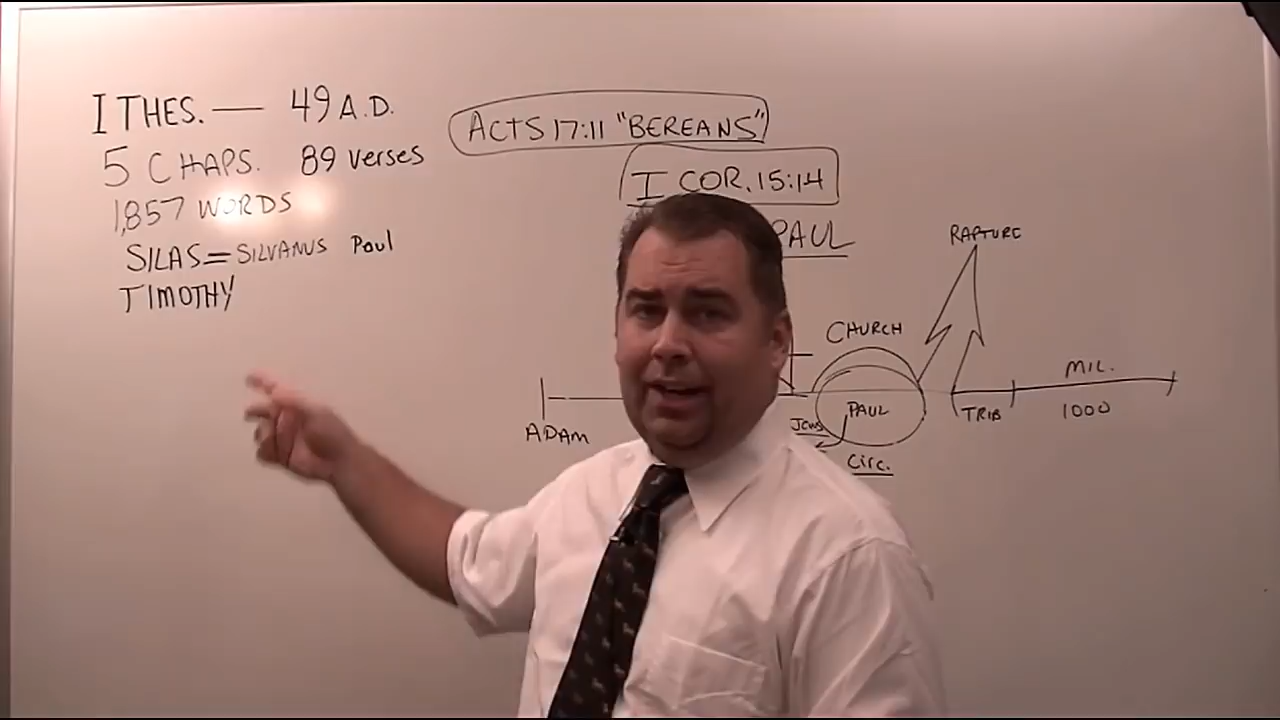 I THES. — 49 A.D.
5 CHAPS. 89 verses
1,857 WORDS
SILAS = SILVANUS Paul
TIMOTHY
ACTS 17:11 "BEREANS"
I COR. 15:14
PAUL
RAPTURE
CHURCH
MIL.
ADAM
PAUL
TRIB
1000
Jews
Circ.